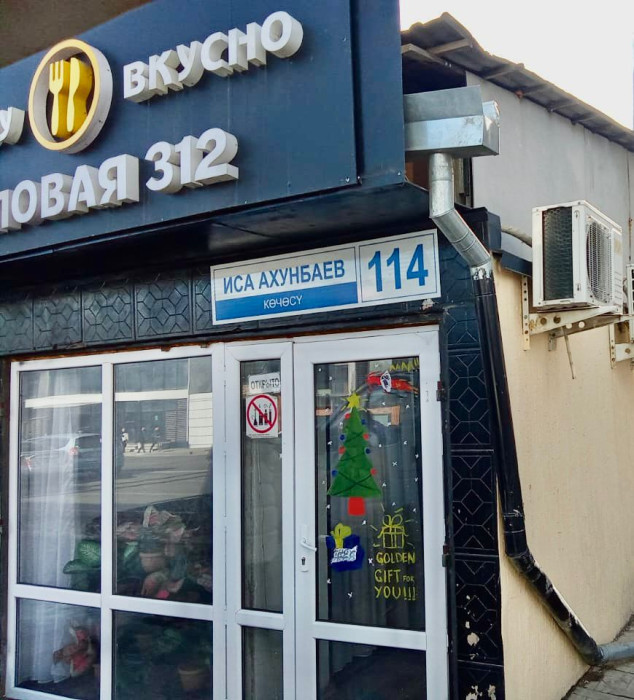 У ВКУСНО
ЛОВАЯ 312
ИСА АХУНБАЕВ
КӨЧӨСҮ
114
ОТКРЫТО
GOLDEN
GIFT FOR
YOU!!!